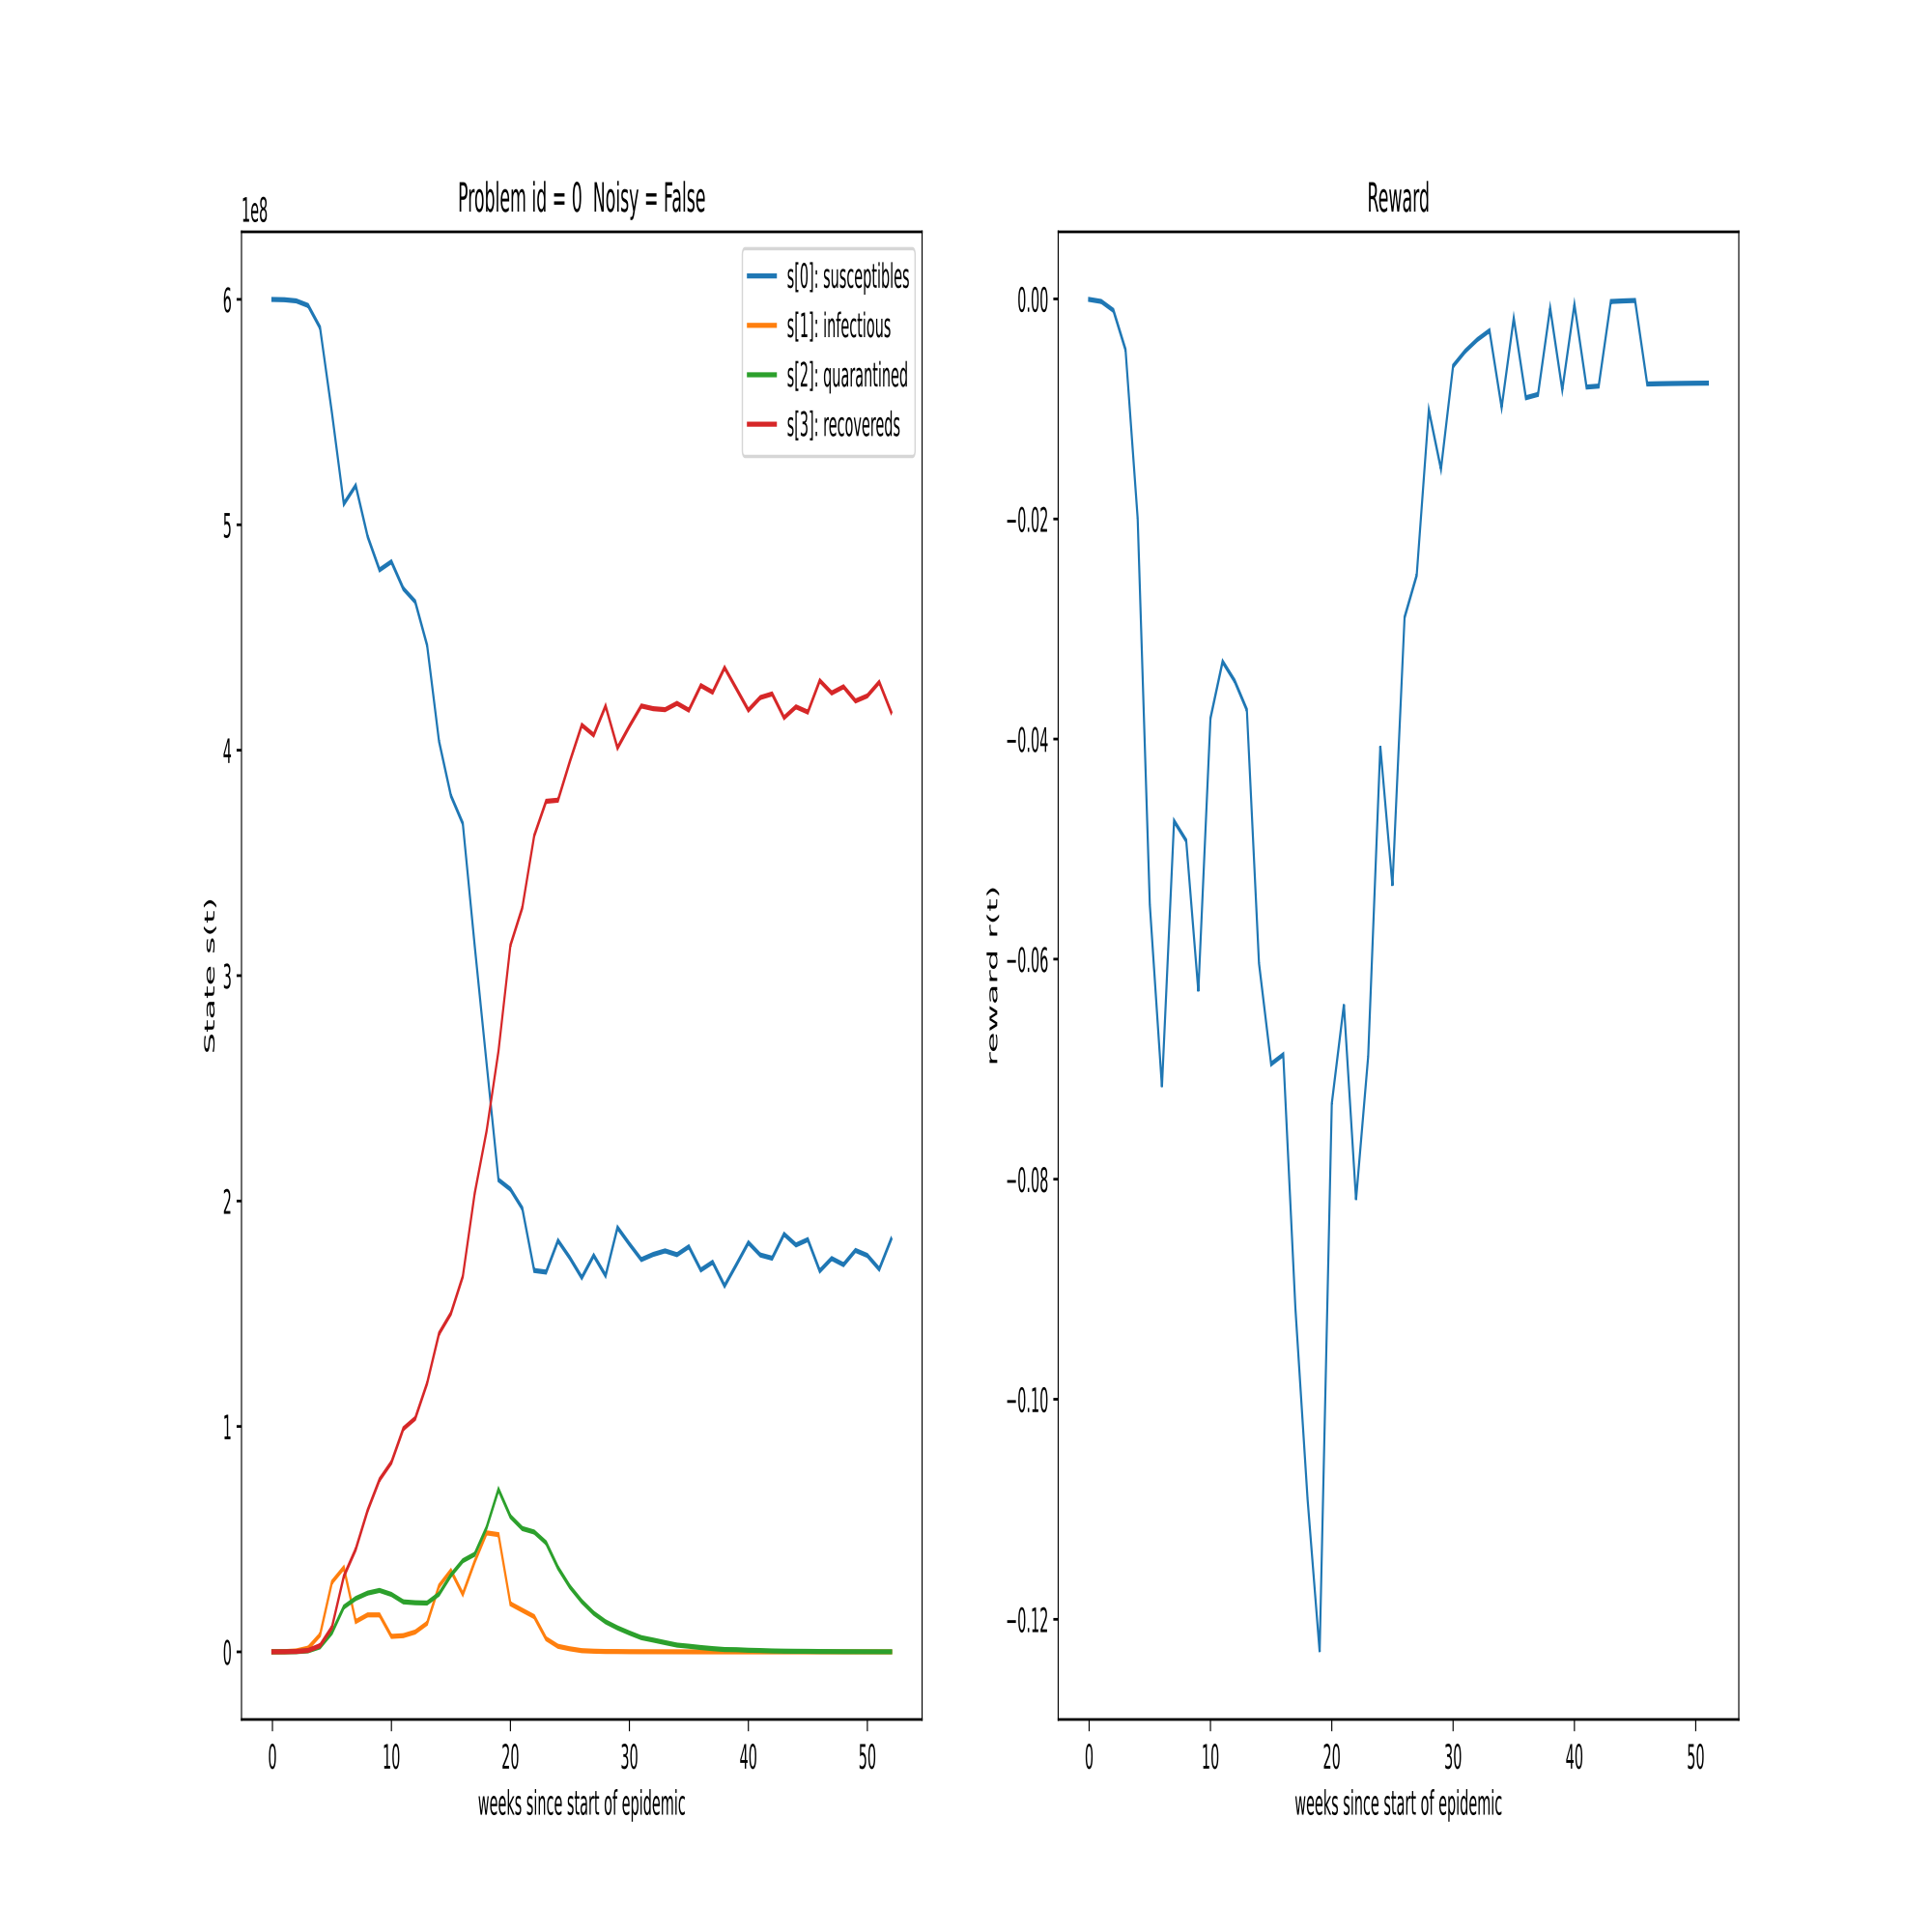 Problem id = 0 Noisy = False
1e8
6
5
4
3
2
1
0
State s(t)
s[0]: susceptibles
s[1]: infectious
s[2]: quarantined
s[3]: recovereds
0 10 20 30 40 50
weeks since start of epidemic
Reward
0.00
−0.02
−0.04
−0.06
−0.08
−0.10
−0.12
reward r(t)
0 10 20 30 40 50
weeks since start of epidemic